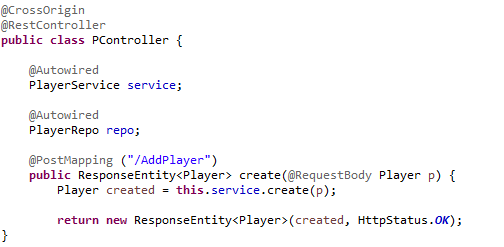 @CrossOrigin
@RestController
public class PController {
@Autowired
PlayerService service;
@Autowired
PlayerRepo repo;
@PostMapping ("/AddPlayer")
public ResponseEntity<Player> create(@RequestBody Player p) {
Player created = this.service.create(p);
return new ResponseEntity<Player>(created, HttpStatus.OK);
}